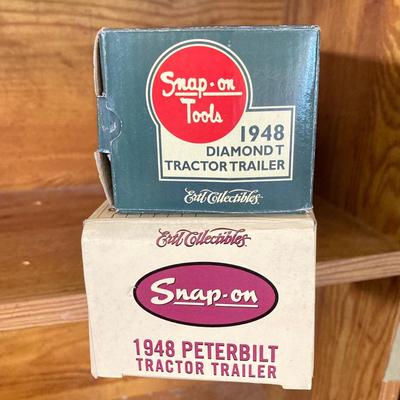 Snap-on
Tools
1948
DIAMOND T
TRACTOR TRAILER
Ertl Collectibles
Ertl Collectibles
Snap-on
1948 PETERBILT
TRACTOR TRAILER